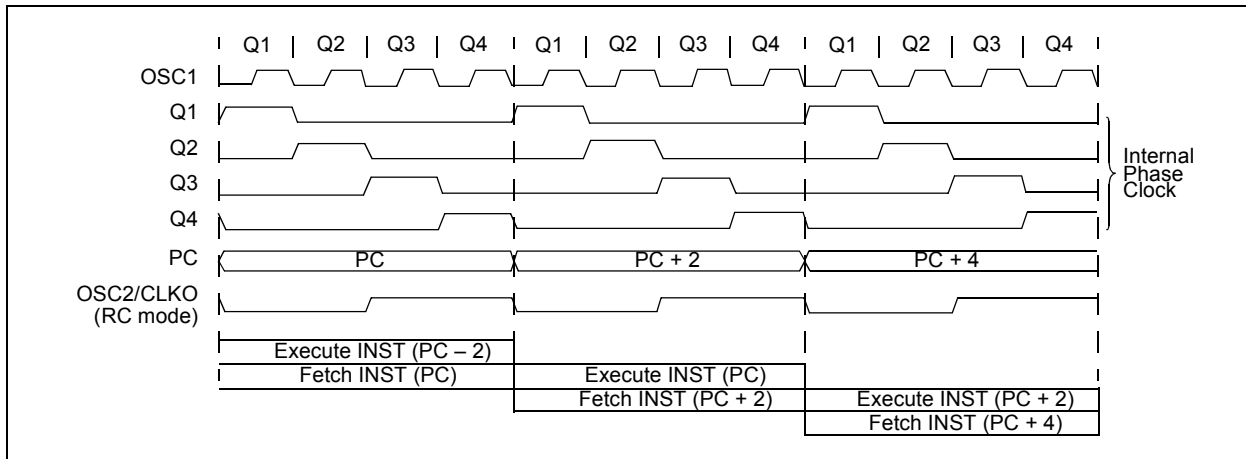 Q1 Q2 Q3 Q4 Q1 Q2 Q3 Q4 Q1 Q2 Q3 Q4
OSC1
Q1
Q2
Q3
Q4
Internal
Phase
Clock
PC PC PC + 2 PC + 4
OSC2/CLKO
(RC mode)
Execute INST (PC – 2)
Fetch INST (PC) Execute INST (PC)
Fetch INST (PC + 2) Execute INST (PC + 2)
Fetch INST (PC + 4)